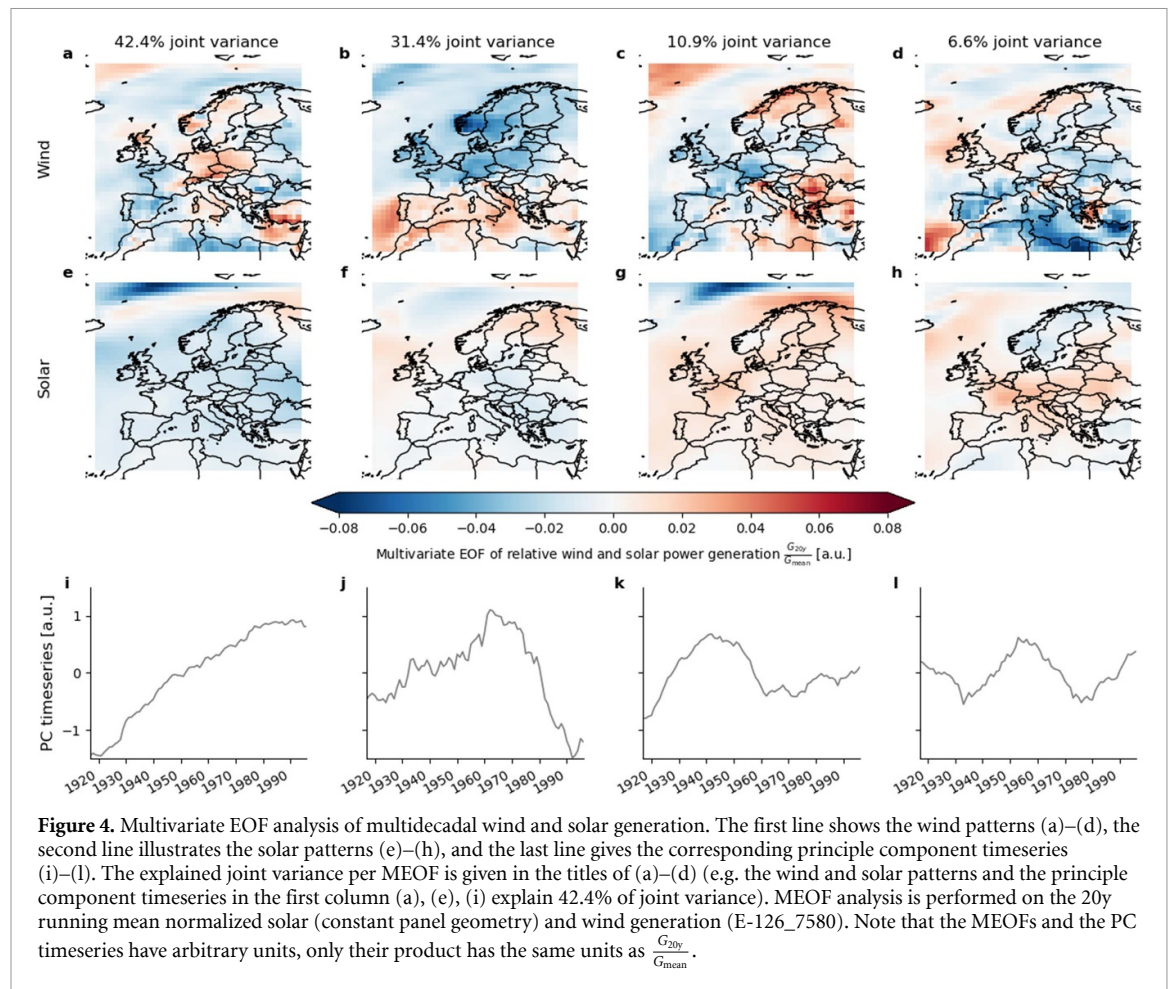 42.4% joint variance 31.4% joint variance 10.9% joint variance 6.6% joint variance
a b c d
Wind
e f g h
Solar
−0.08 −0.06 −0.04 −0.02 0.00 0.02 0.04 0.06 0.08
Multivariate EOF of relative wind and solar power generation G20y/Gmean [a.u.]
i j k l
PC timeseries [a.u.]
1
0
−1
1920 1930 1940 1950 1960 1970 1980 1990 1920 1930 1940 1950 1960 1970 1980 1990 1920 1930 1940 1950 1960 1970 1980 1990 1920 1930 1940 1950 1960 1970 1980 1990
Figure 4. Multivariate EOF analysis of multidecadal wind and solar generation. The first line shows the wind patterns (a)–(d), the
second line illustrates the solar patterns (e)–(h), and the last line gives the corresponding principle component timeseries
(i)–(l). The explained joint variance per MEOF is given in the titles of (a)–(d) (e.g. the wind and solar patterns and the principle
component timeseries in the first column (a), (e), (i) explain 42.4% of joint variance). MEOF analysis is performed on the 20y
running mean normalized solar (constant panel geometry) and wind generation (E-126_7580). Note that the MEOFs and the PC
timeseries have arbitrary units, only their product has the same units as G20y/Gmean.